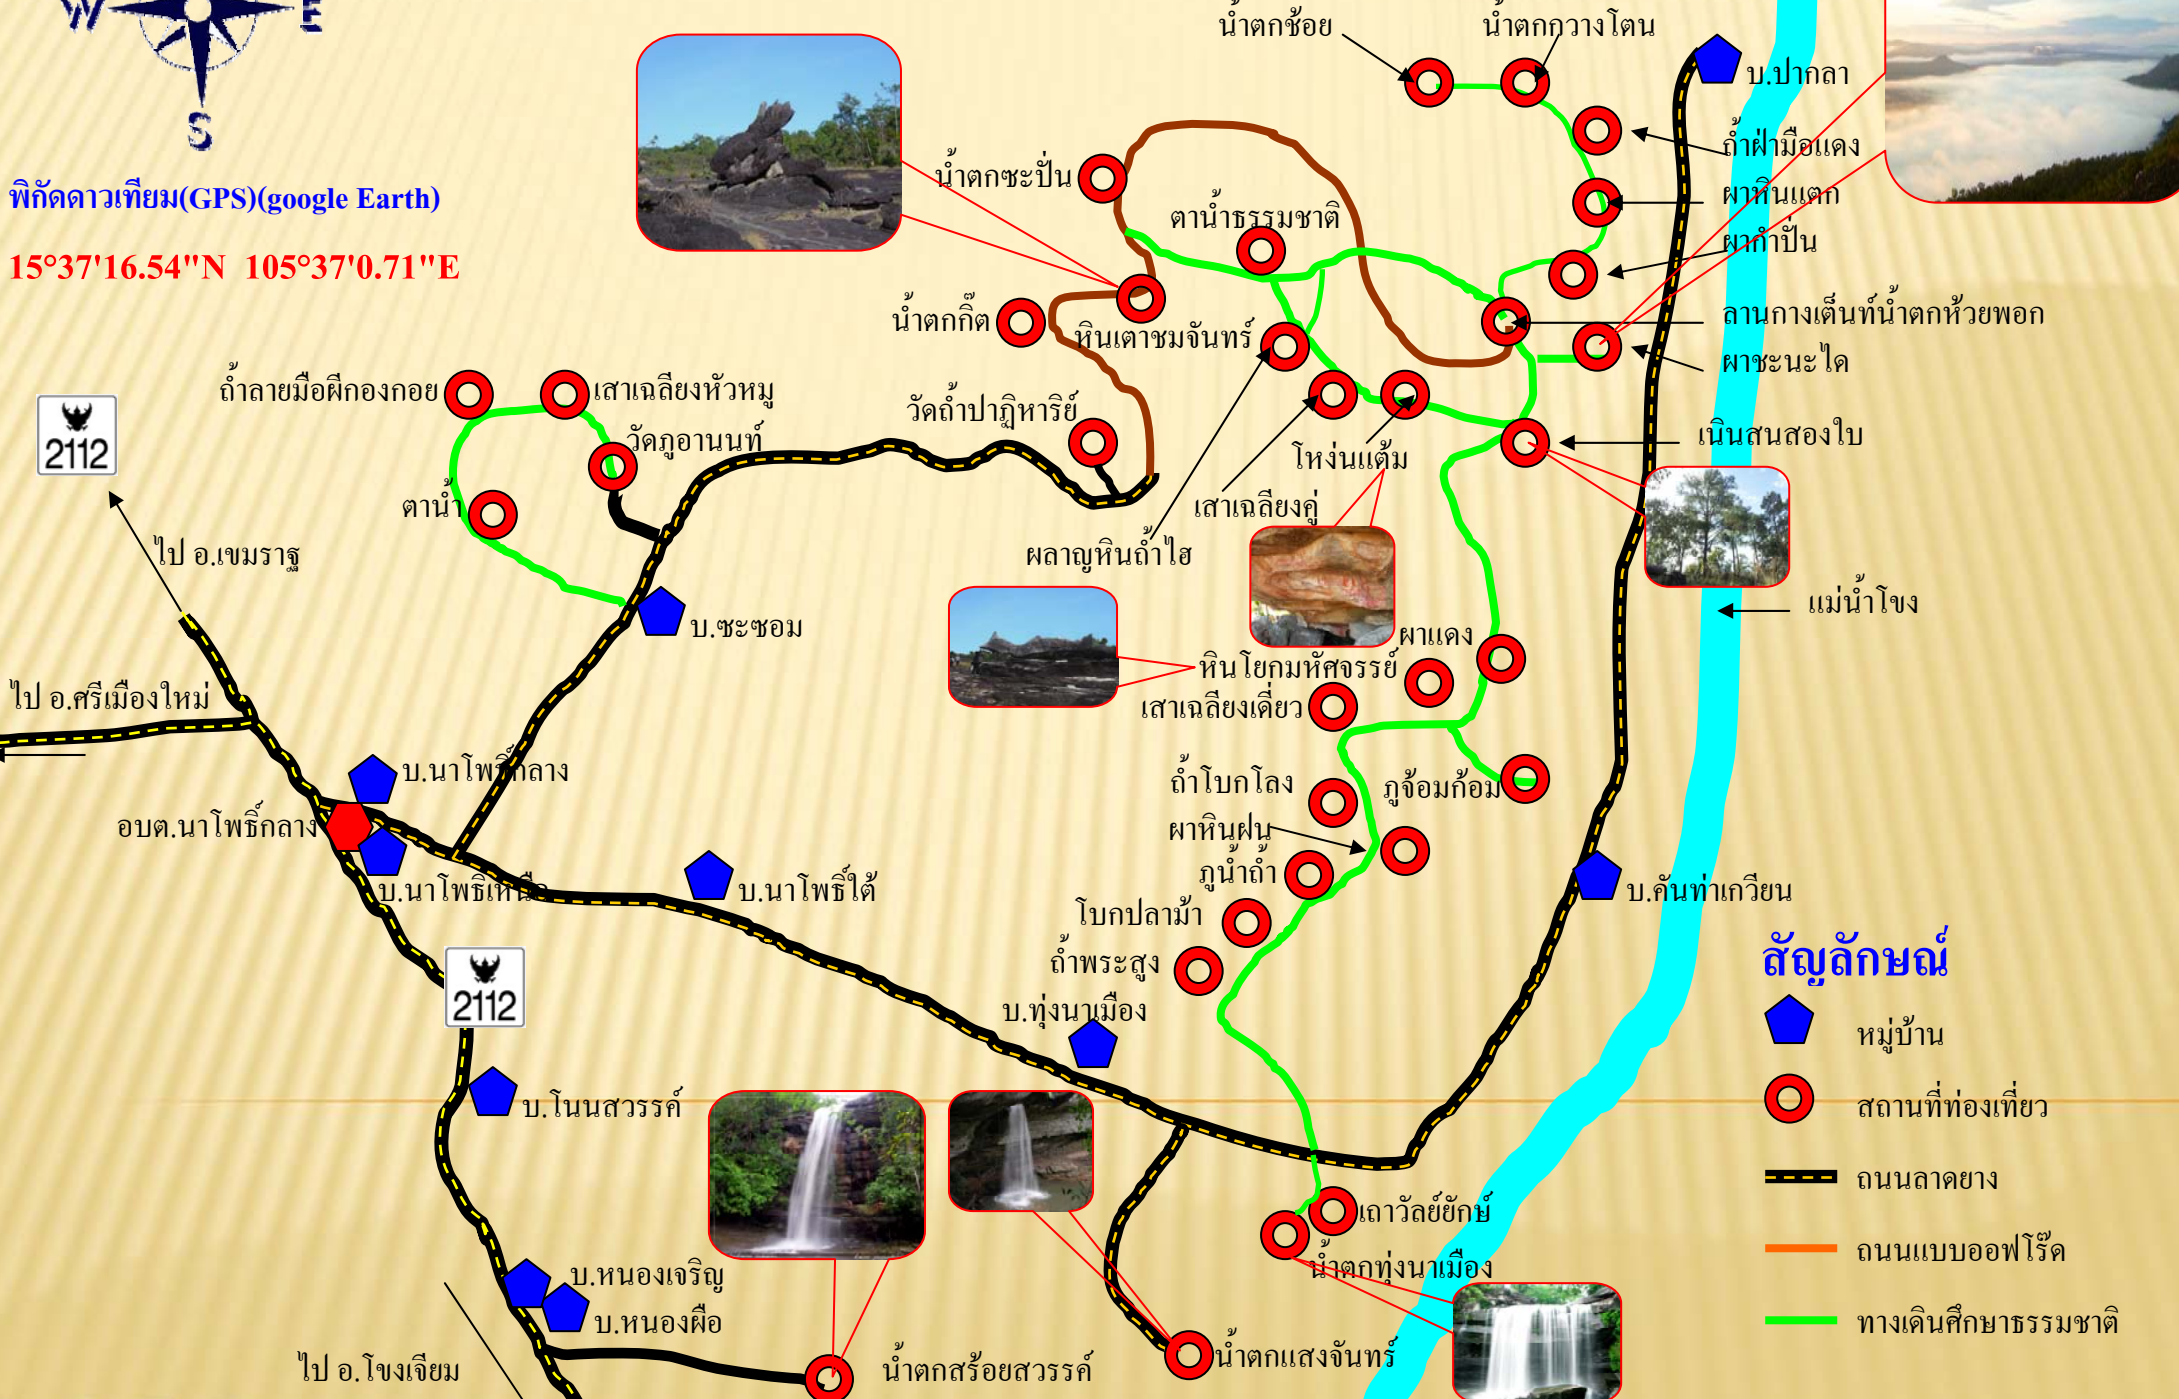 W
E
S
พิกัดดาวเทียม(GPS)(google Earth)
15°37'16.54"N 105°37'0.71"E
น้ำตกช้อย
น้ำตกกวางโตน
บ.ปากลา
ถ้ำฝ่ามือแดง
ผาหินแตก
ผากำปั่น
ลานกางเต็นท์น้ำตกห้วยพอก
ผาชะนะได
เนินสนสองใบ
น้ำตกซะปั่น
ตาน้ำธรรมชาติ
น้ำตกกิ๊ต
หินเตาชมจันทร์
วัดถ้ำปาฏิหาริย์
ถ้ำลายมือผีกองกอย
เสาเฉลียงหัวหมู
วัดภูอานนท์
ตาน้ำ
2112
ไป อ.เขมราฐ
โหง่นแต้ม
เสาเฉลียงคู่
ผลาญหินถ้ำไฮ
แม่น้ำโขง
บ.ซะซอม
ผาแดง
หินโยกมหัศจรรย์
เสาเฉลียงเดี่ยว
ไป อ.ศรีเมืองใหม่
บ.นาโพธิ์กลาง
อบต.นาโพธิ์กลาง
บ.นาโพธิ์เหนือ
บ.นาโพธิ์ใต้
ถ้ำโบกโลง
ภูจ้อมก้อม
ผาหินฝน
ภูน้ำถ้ำ
บ.คันท่าเกวียน
โบกปลาม้า
ถ้ำพระสูง
บ.ทุ่งนาเมือง
2112
บ.โนนสวรรค์
บ.หนองเจริญ
บ.หนองผือ
ไป อ.โขงเจียม
น้ำตกสร้อยสวรรค์
น้ำตกแสงจันทร์
เถาวัลย์ยักษ์
น้ำตกทุ่งนาเมือง
สัญลักษณ์
หมู่บ้าน
สถานที่ท่องเที่ยว
ถนนลาดยาง
ถนนแบบออฟโร๊ด
ทางเดินศึกษาธรรมชาติ